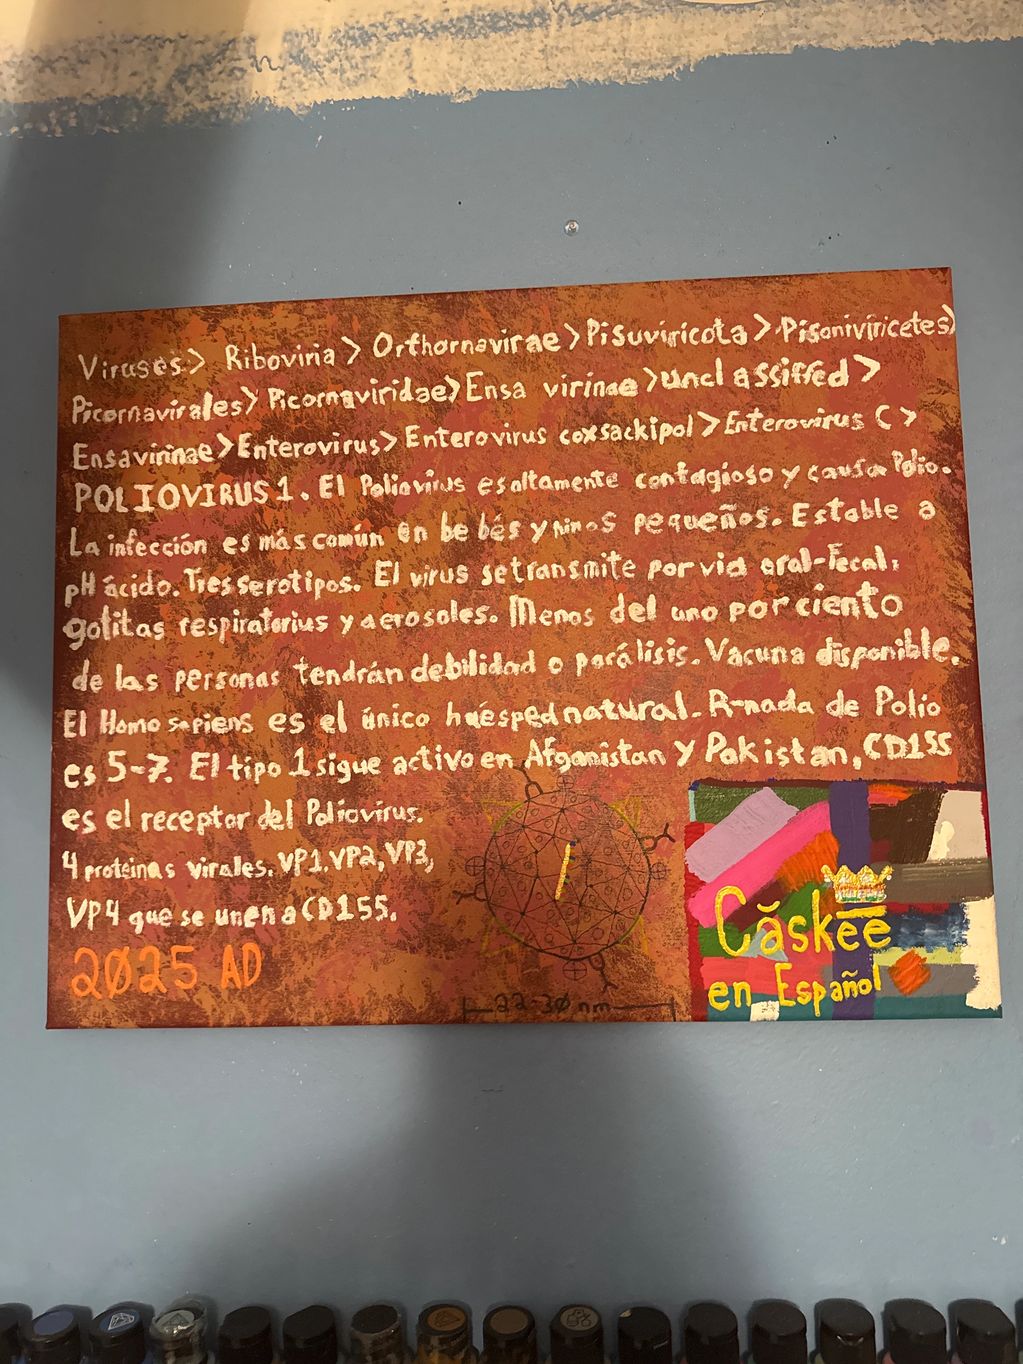 Viruses > Riboviria > Orthornavirae > Pisuviricota > Pisoniviricetes >
Picornavirales > Picornaviridae > Ensa virinae > unclassified >
Ensavirinae > Enterovirus > Enterovirus coxsackipol > Enterovirus C >
POLIOVIRUS 1. El Poliovirus es altamente contagioso y causa Polio.
La infección es más común en bebés y niños pequeños. Estable a
pH ácido. Tres serotipos. El virus se transmite por vía oral-fecal,
gotitas respiratorius y aerosoles. Menos del uno por ciento
de las personas tendrán debilidad o parálisis. Vacuna disponible.
El Homo sapiens es el único huésped natural. R-nada de Polio
es 5-7. El tipo 1 sigue activo en Afganistan y Pakistan, CD155
es el receptor del Poliovirus.
4 proteínas virales. VP1, VP2, VP3,
VP4 que se unen a CD155.
2025 AD
22-30 nm
Căskēē
en Español